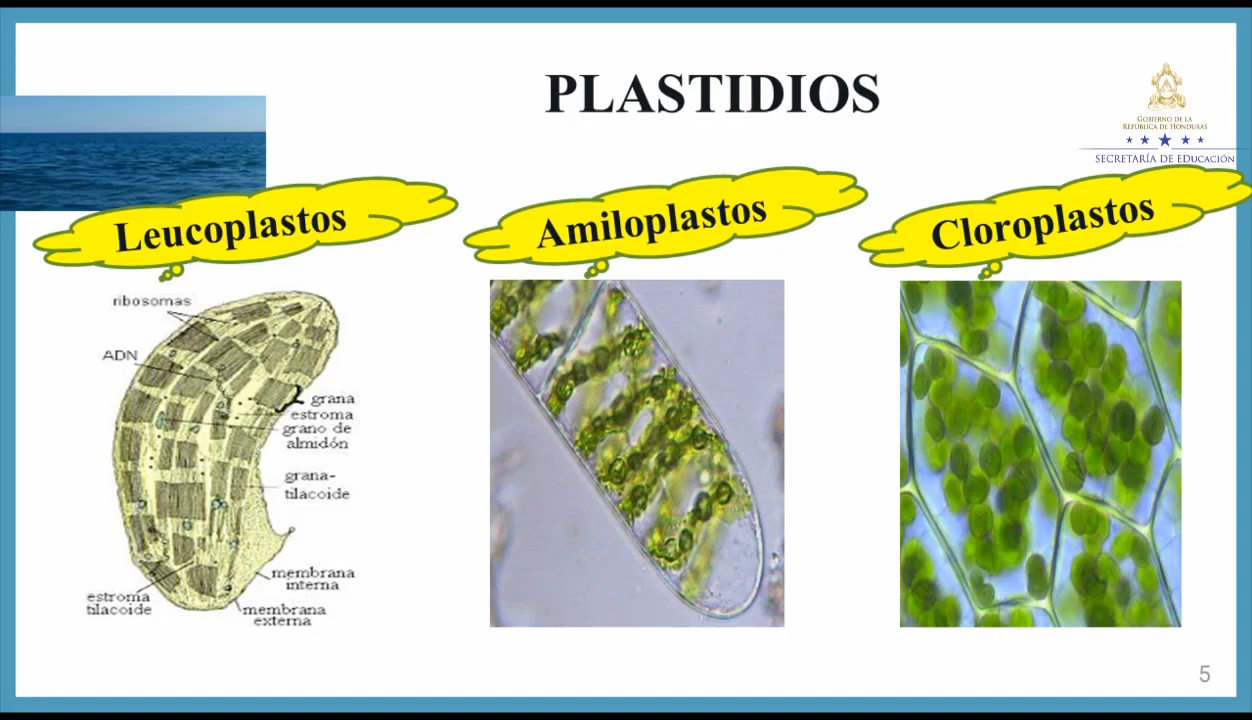 PLASTIDIOS
GOBIERNO DE LA
REPÚBLICA DE HONDURAS
SECRETARÍA DE EDUCACIÓN
Leucoplastos
Amiloplastos
Cloroplastos
ribosomas
ADN
grana
estroma
grano de
almidón
grana-
tilacoide
membrana
interna
estroma
tilacoide
membrana
externa
5